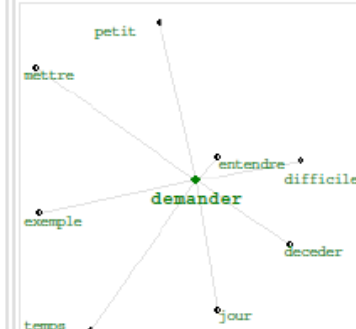 petit
mettre
entendre
difficile
demander
exemple
deceder
jour
temps